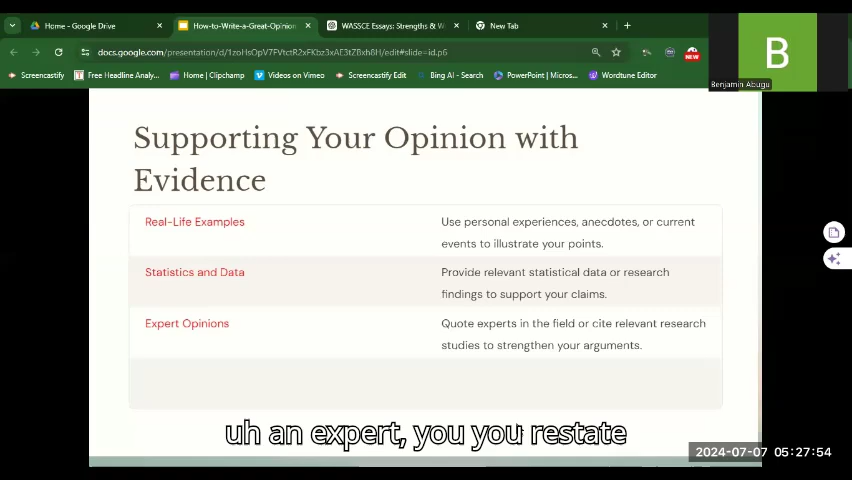 Home - Google Drive
How-to-Write-a-Great-Opinion
WASSCE Essays: Strengths & W
New Tab
docs.google.com/presentation/d/1zoHsOpV7FVtctR2xFKbz3xAE3tZBxh8H/edit#slide=id.p6
NEW
Screencastify
Free Headline Analy...
Home | Clipchamp
Videos on Vimeo
Screencastify Edit
Bing AI - Search
PowerPoint | Micros...
Wordtune Editor
B
Benjamin Abugu
Supporting Your Opinion with
Evidence
Real-Life Examples
Use personal experiences, anecdotes, or current
events to illustrate your points.
Statistics and Data
Provide relevant statistical data or research
findings to support your claims.
Expert Opinions
Quote experts in the field or cite relevant research
studies to strengthen your arguments.
uh an expert, you you restate
2024-07-07 05:27:54